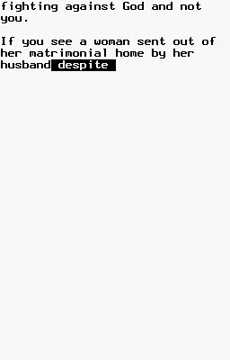 fighting against God and not
you.
If you see a woman sent out of
her matrimonial home by her
husband despite